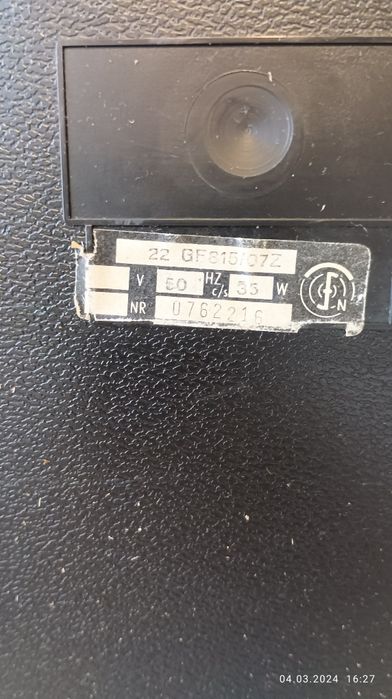 22 GF815/07Z
V 50 HZ c/s 35 W
NR 0762216
N
04.03.2024 16:27